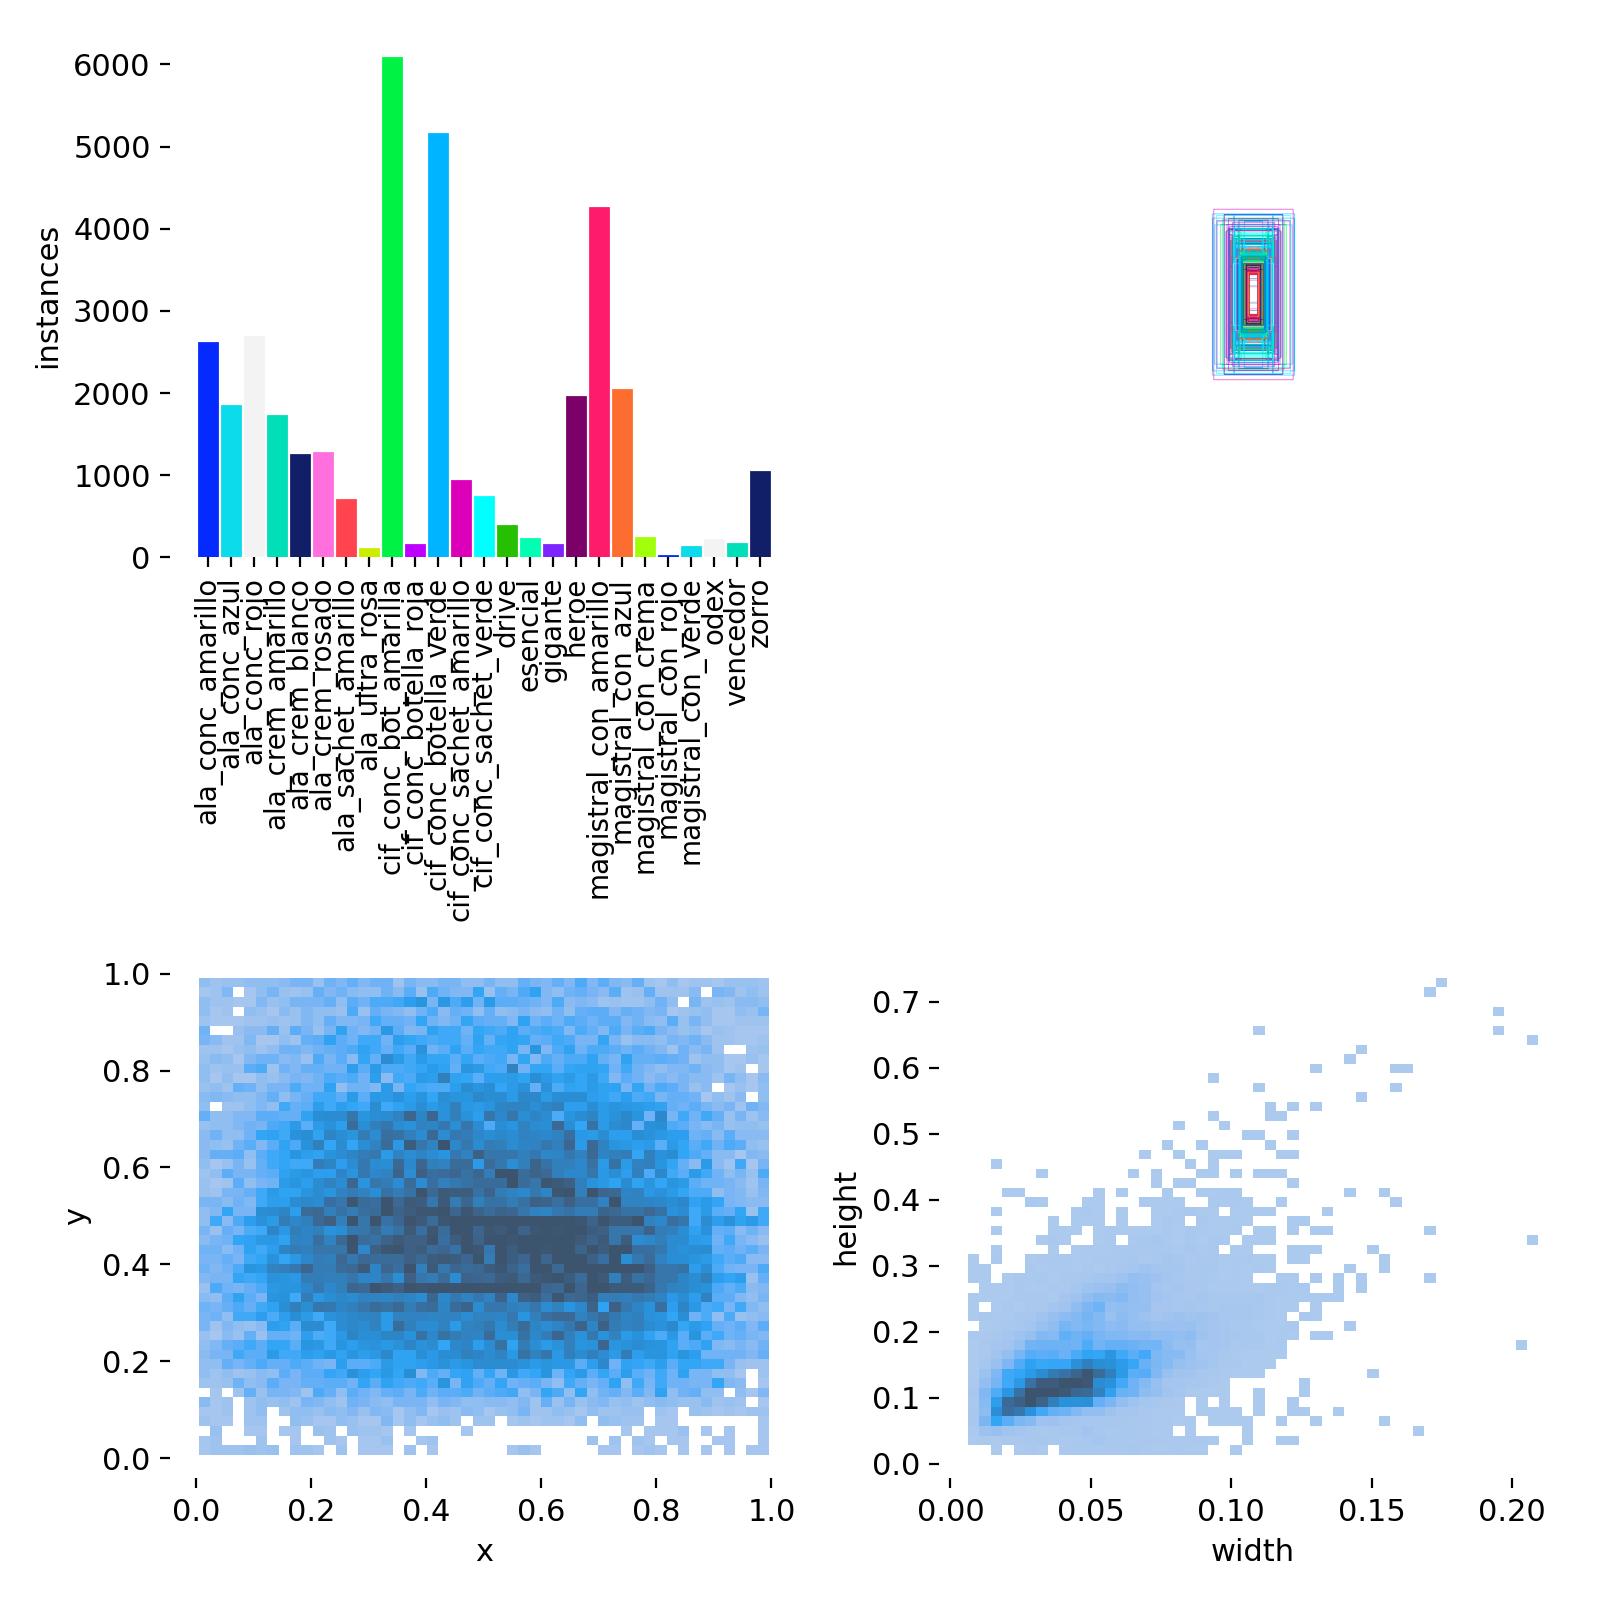 6000
5000
4000
3000
2000
1000
0
instances
ala_conc_amarillo
ala_conc_azul
ala_conc_rojo
ala_crem_amarillo
ala_crem_blanco
ala_crem_rosado
ala_sachet_amarillo
ala_ultra_rosa
cif_conc_bot_amarilla
cif_conc_botella_roja
cif_conc_botella_verde
cif_conc_sachet_amarillo
cif_conc_sachet_verde
drive
esencial
gigante
heroe
magistral_con_amarillo
magistral_con_azul
magistral_con_crema
magistral_con_rojo
magistral_con_verde
odex
vencedor
zorro
1.0
0.8
0.6
0.4
0.2
0.0
y
0.0 0.2 0.4 0.6 0.8 1.0
x
0.7
0.6
0.5
0.4
0.3
0.2
0.1
0.0
height
0.00 0.05 0.10 0.15 0.20
width